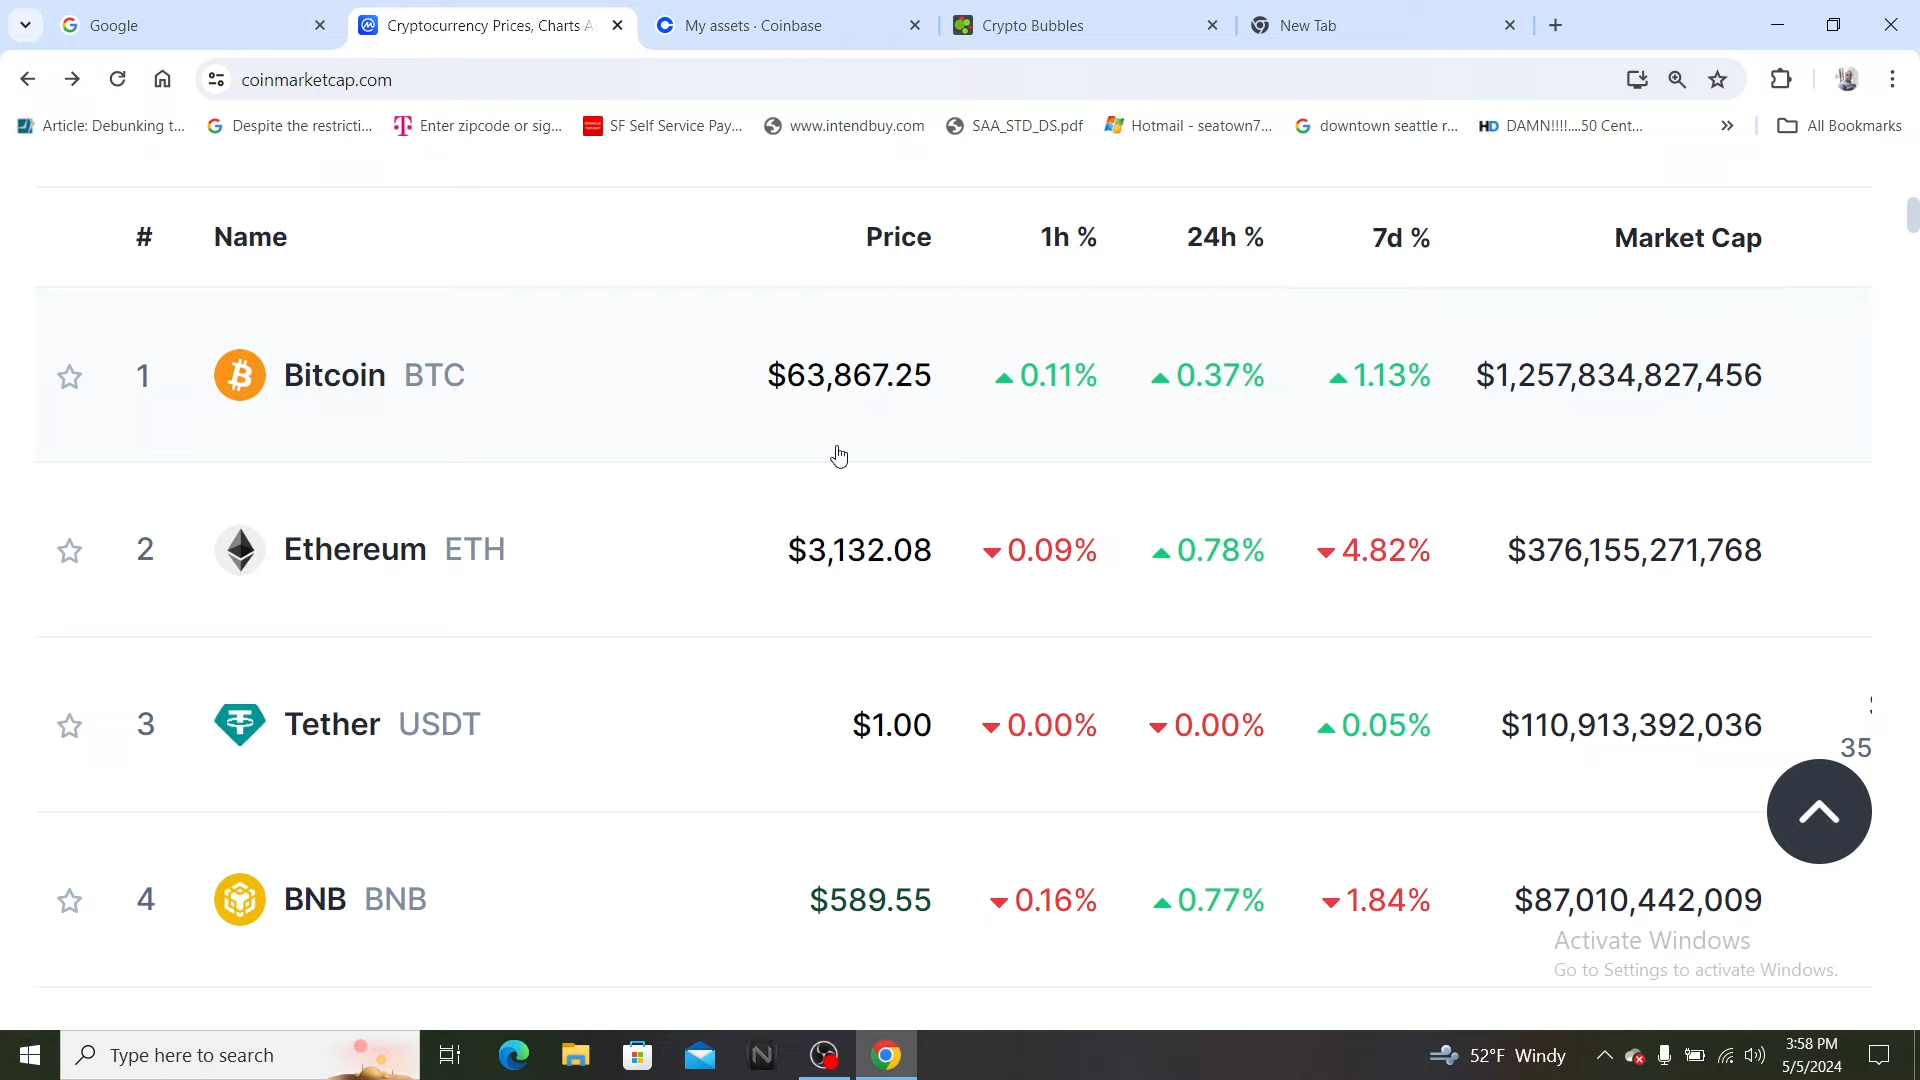 Google
Cryptocurrency Prices, Charts A
My assets · Coinbase
Crypto Bubbles
New Tab
coinmarketcap.com
Article: Debunking t...
Despite the restricti...
Enter zipcode or sig...
SF Self Service Pay...
www.intendbuy.com
SAA_STD_DS.pdf
Hotmail - seatown7...
downtown seattle r...
HD DAMN!!!!....50 Cent...
All Bookmarks
# Name Price 1h % 24h % 7d % Market Cap
1 Bitcoin BTC $63,867.25 0.11% 0.37% 1.13% $1,257,834,827,456
2 Ethereum ETH $3,132.08 0.09% 0.78% 4.82% $376,155,271,768
3 Tether USDT $1.00 0.00% 0.00% 0.05% $110,913,392,036
35
4 BNB BNB $589.55 0.16% 0.77% 1.84% $87,010,442,009
Activate Windows
Go to Settings to activate Windows.
Type here to search
52°F Windy
3:58 PM
5/5/2024